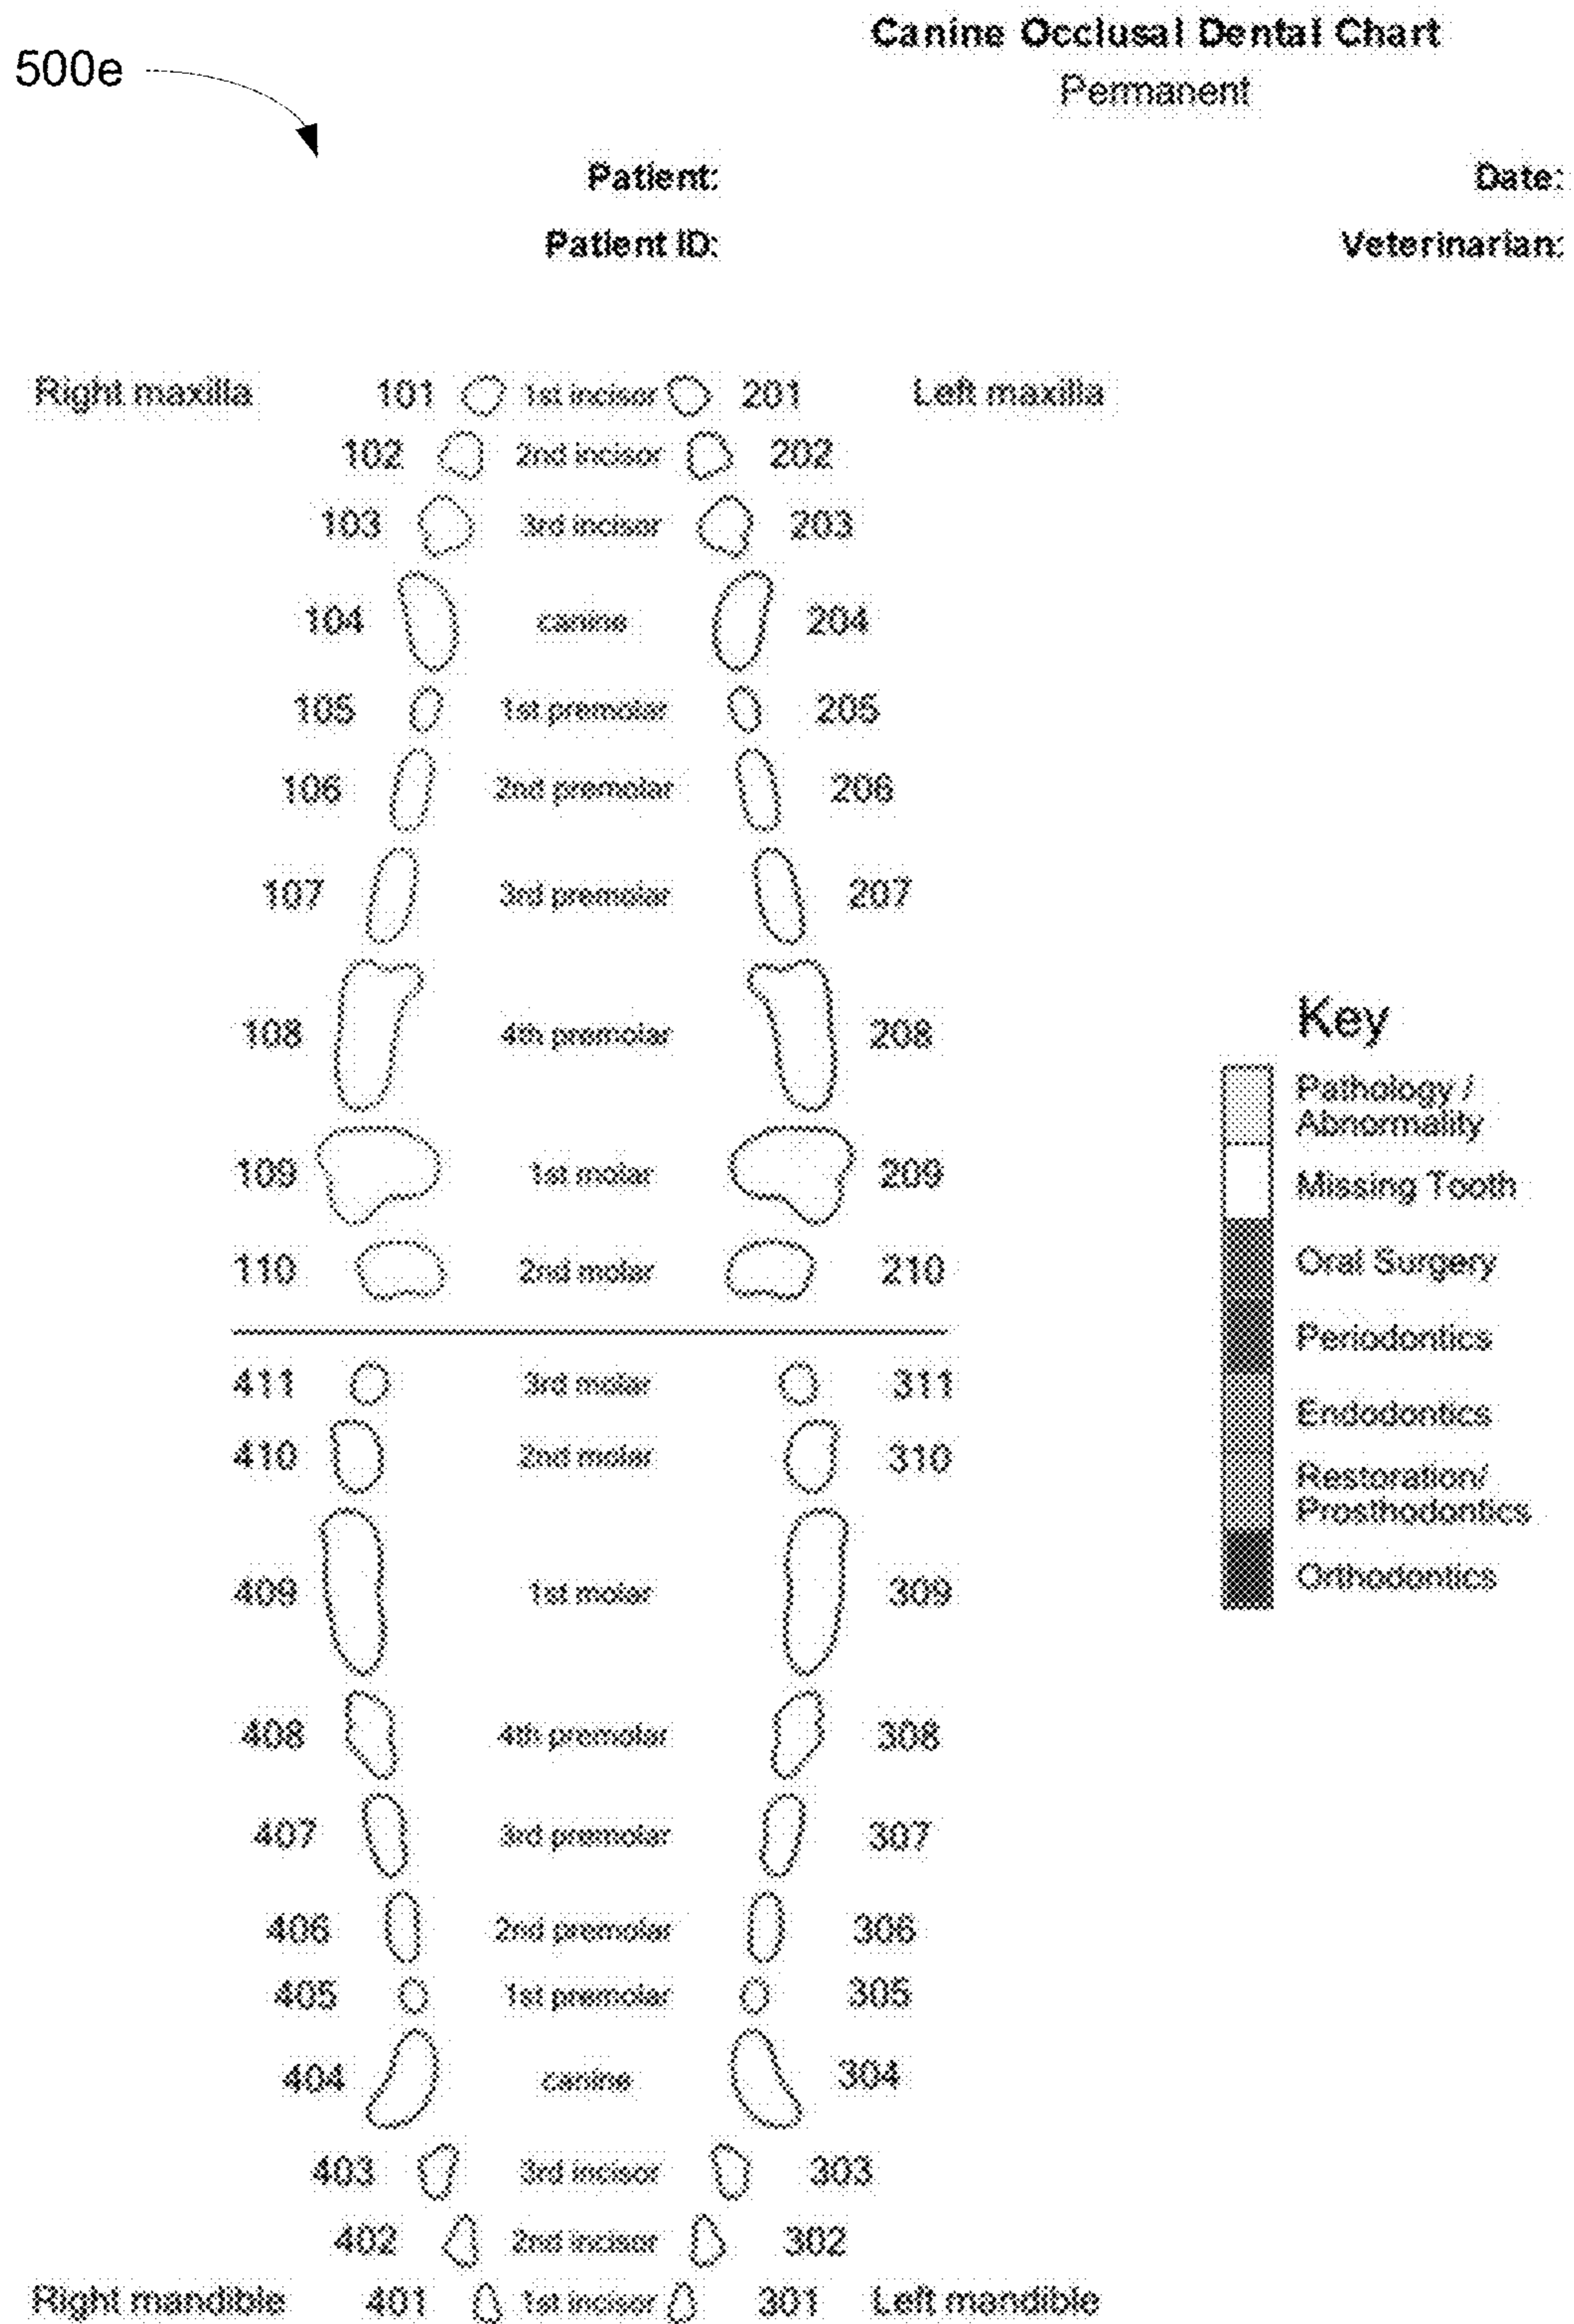 Canine Occlusal Dental Chart
500e
Permanent
Patient: Date:
Patient ID: Veterinarian:
Right maxilla 101 1st incisor 201 Left maxilla
102 2nd incisor 202
103 3rd incisor 203
104 canine 204
105 1st premolar 205
106 2nd premolar 206
107 3rd premolar 207
108 4th premolar 208
109 1st molar 209
110 2nd molar 210
411 3rd molar 311
410 2nd molar 310
409 1st molar 309
408 4th premolar 308
407 3rd premolar 307
406 2nd premolar 306
405 1st premolar 305
404 canine 304
403 3rd incisor 303
402 2nd incisor 302
Right mandible 401 1st incisor 301 Left mandible
Key
Pathology /
Abnormality
Missing Tooth
Oral Surgery
Periodontics
Endodontics
Restoration/
Prosthodontics
Orthodontics